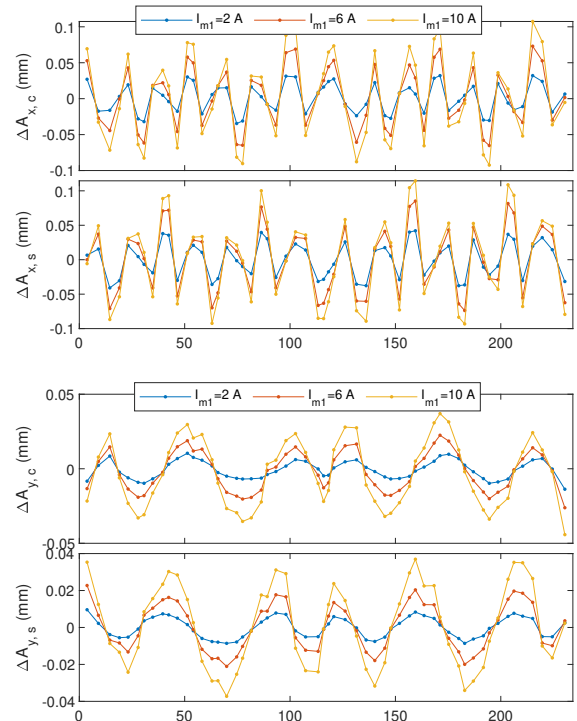 I_m1=2 A I_m1=6 A I_m1=10 A
0.1
0.05
0
-0.05
-0.1
ΔA_x, c (mm)
0.1
0.05
0
-0.05
-0.1
ΔA_x, s (mm)
0 50 100 150 200
I_m1=2 A I_m1=6 A I_m1=10 A
0.05
0
-0.05
ΔA_y, c (mm)
0.04
0.02
0
-0.02
-0.04
ΔA_y, s (mm)
0 50 100 150 200